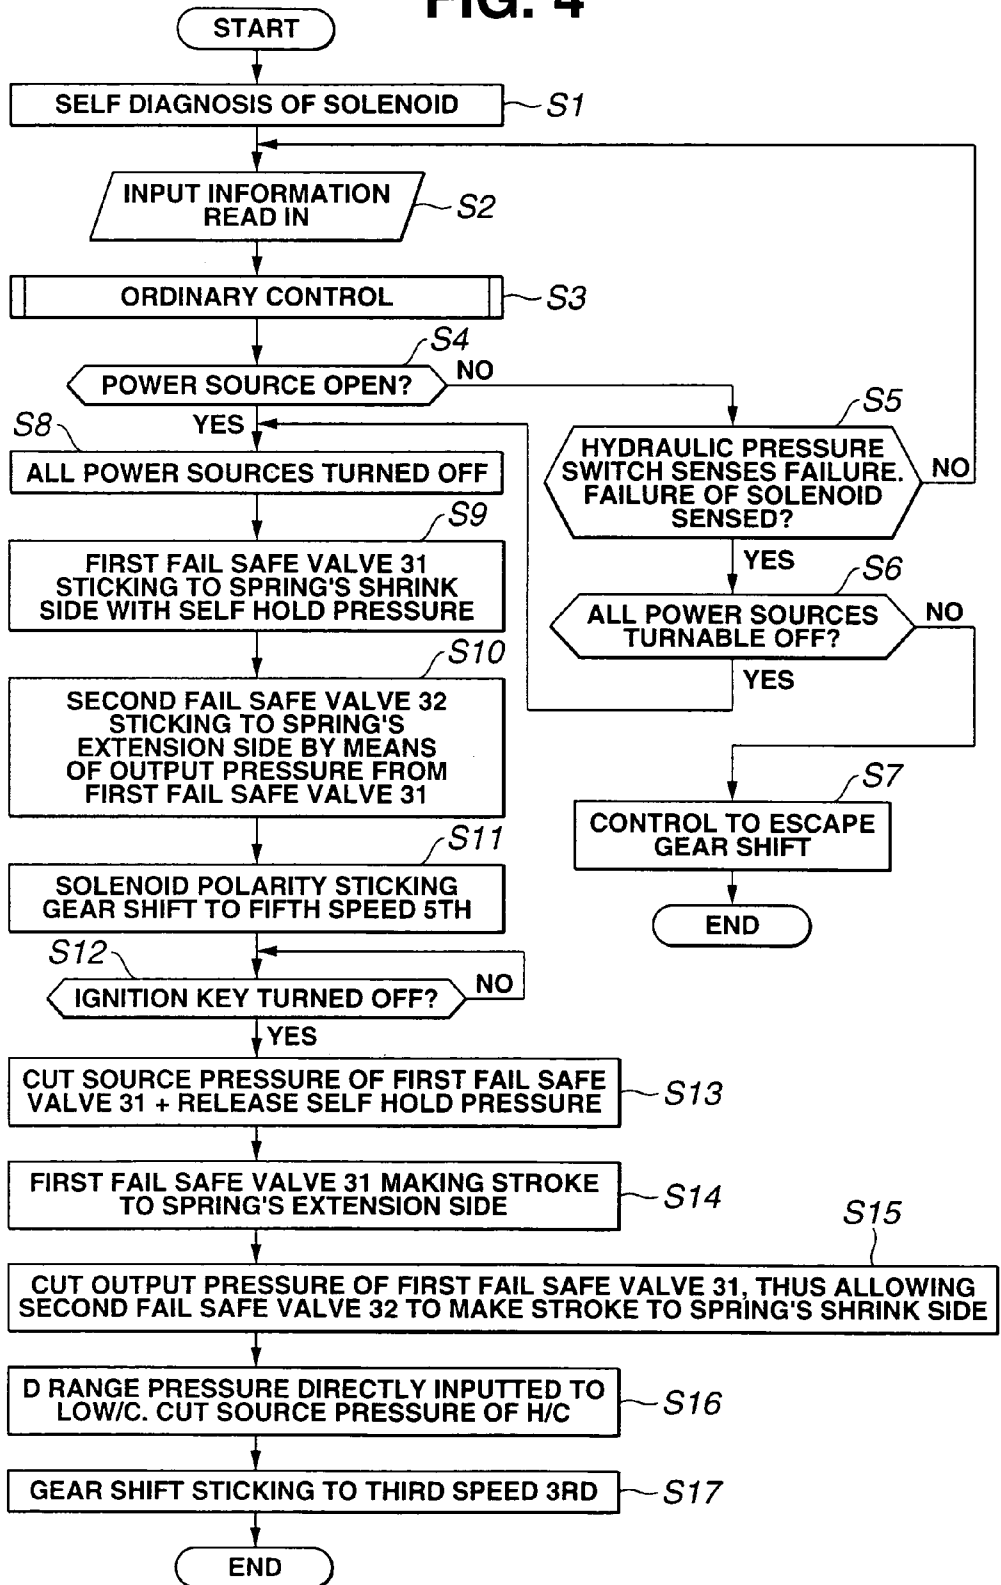 FIG. 4
START
SELF DIAGNOSIS OF SOLENOID
S1
INPUT INFORMATION
READ IN
S2
ORDINARY CONTROL
S3
S4
POWER SOURCE OPEN?
NO
YES
S5
HYDRAULIC PRESSURE
SWITCH SENSES FAILURE.
FAILURE OF SOLENOID
SENSED?
NO
YES
S6
ALL POWER SOURCES
TURNABLE OFF?
NO
YES
S7
CONTROL TO ESCAPE
GEAR SHIFT
END
S8
ALL POWER SOURCES TURNED OFF
S9
FIRST FAIL SAFE VALVE 31
STICKING TO SPRING'S SHRINK
SIDE WITH SELF HOLD PRESSURE
S10
SECOND FAIL SAFE VALVE 32
STICKING TO SPRING'S
EXTENSION SIDE BY MEANS
OF OUTPUT PRESSURE FROM
FIRST FAIL SAFE VALVE 31
S11
SOLENOID POLARITY STICKING
GEAR SHIFT TO FIFTH SPEED 5TH
S12
IGNITION KEY TURNED OFF?
NO
YES
CUT SOURCE PRESSURE OF FIRST FAIL SAFE
VALVE 31 + RELEASE SELF HOLD PRESSURE
S13
FIRST FAIL SAFE VALVE 31 MAKING STROKE
TO SPRING'S EXTENSION SIDE
S14
S15
CUT OUTPUT PRESSURE OF FIRST FAIL SAFE VALVE 31, THUS ALLOWING
SECOND FAIL SAFE VALVE 32 TO MAKE STROKE TO SPRING'S SHRINK SIDE
D RANGE PRESSURE DIRECTLY INPUTTED TO
LOW/C. CUT SOURCE PRESSURE OF H/C
S16
GEAR SHIFT STICKING TO THIRD SPEED 3RD
S17
END